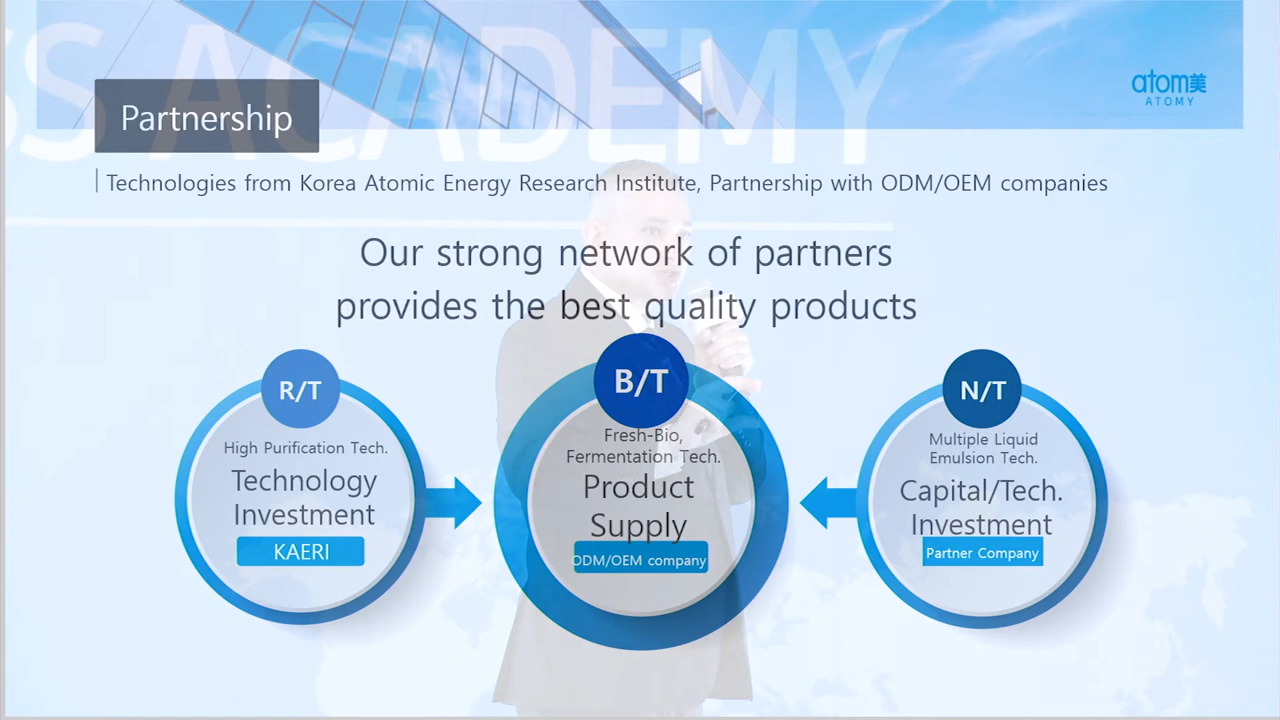 SS ACADEMY
atom美
ATOMY
Partnership
Technologies from Korea Atomic Energy Research Institute, Partnership with ODM/OEM companies
Our strong network of partners
provides the best quality products
R/T
High Purification Tech.
Technology
Investment
KAERI
B/T
Fresh-Bio,
Fermentation Tech.
Product
Supply
ODM/OEM company
N/T
Multiple Liquid
Emulsion Tech.
Capital/Tech.
Investment
Partner Company